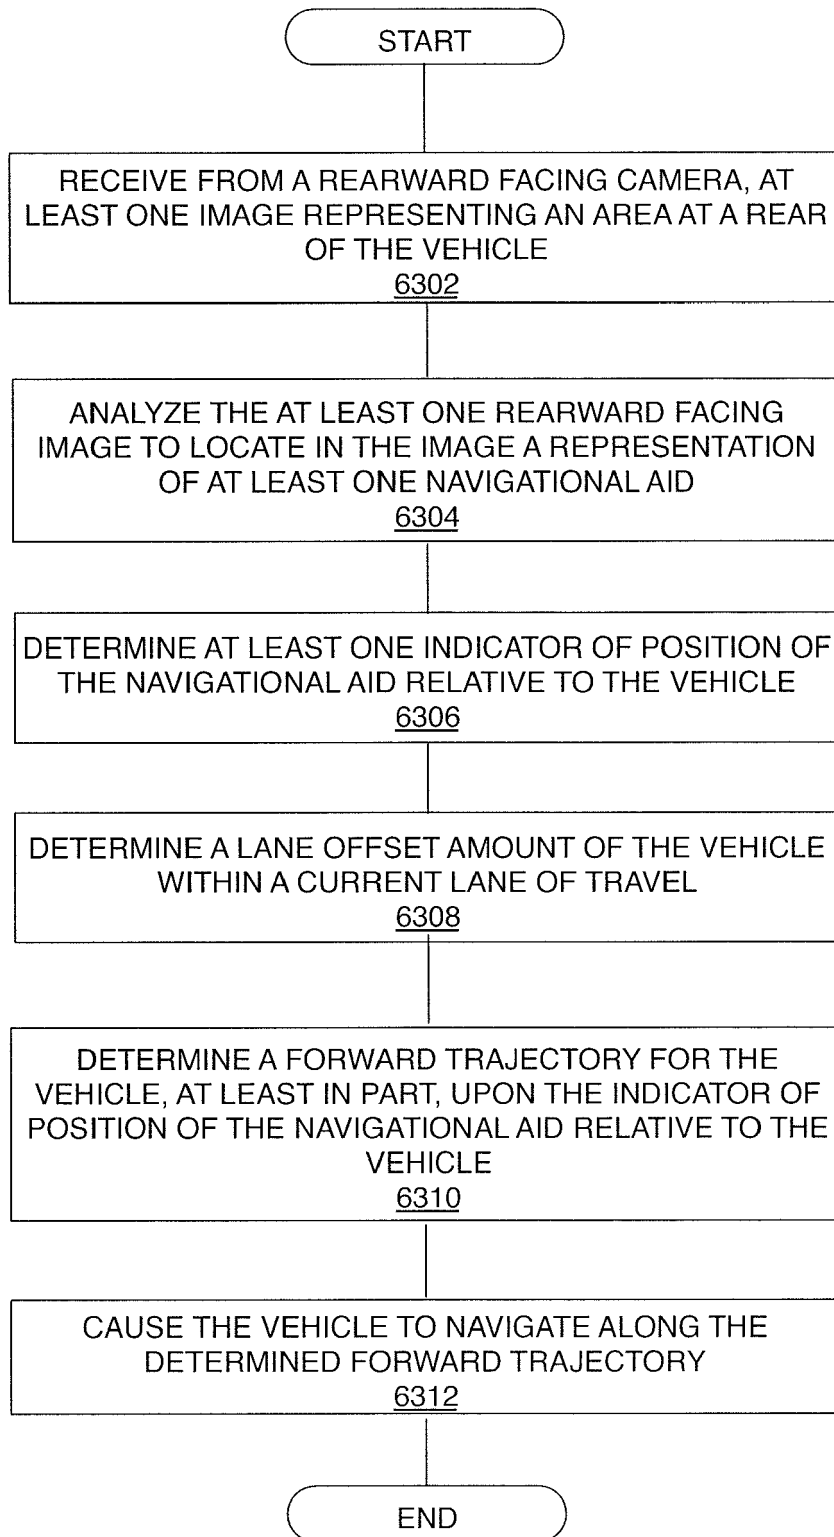 START
RECEIVE FROM A REARWARD FACING CAMERA, AT
LEAST ONE IMAGE REPRESENTING AN AREA AT A REAR
OF THE VEHICLE
6302
ANALYZE THE AT LEAST ONE REARWARD FACING
IMAGE TO LOCATE IN THE IMAGE A REPRESENTATION
OF AT LEAST ONE NAVIGATIONAL AID
6304
DETERMINE AT LEAST ONE INDICATOR OF POSITION OF
THE NAVIGATIONAL AID RELATIVE TO THE VEHICLE
6306
DETERMINE A LANE OFFSET AMOUNT OF THE VEHICLE
WITHIN A CURRENT LANE OF TRAVEL
6308
DETERMINE A FORWARD TRAJECTORY FOR THE
VEHICLE, AT LEAST IN PART, UPON THE INDICATOR OF
POSITION OF THE NAVIGATIONAL AID RELATIVE TO THE
VEHICLE
6310
CAUSE THE VEHICLE TO NAVIGATE ALONG THE
DETERMINED FORWARD TRAJECTORY
6312
END